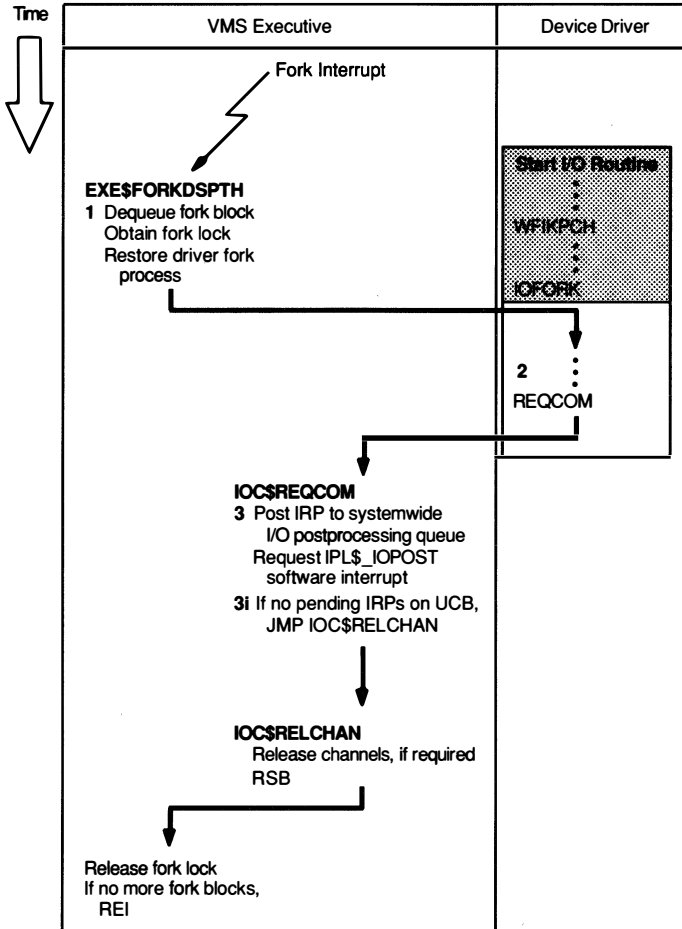 Time
VMS Executive
Device Driver
Fork Interrupt
EXE$FORKDSPTH
1 Dequeue fork block
Obtain fork lock
Restore driver fork
process
Start I/O Routine
WFIKPCH
IOFORK
2
REQCOM
IOC$REQCOM
3 Post IRP to systemwide
I/O postprocessing queue
Request IPL$_IOPOST
software interrupt
3i If no pending IRPs on UCB,
JMP IOC$RELCHAN
IOC$RELCHAN
Release channels, if required
RSB
Release fork lock
If no more fork blocks,
REI